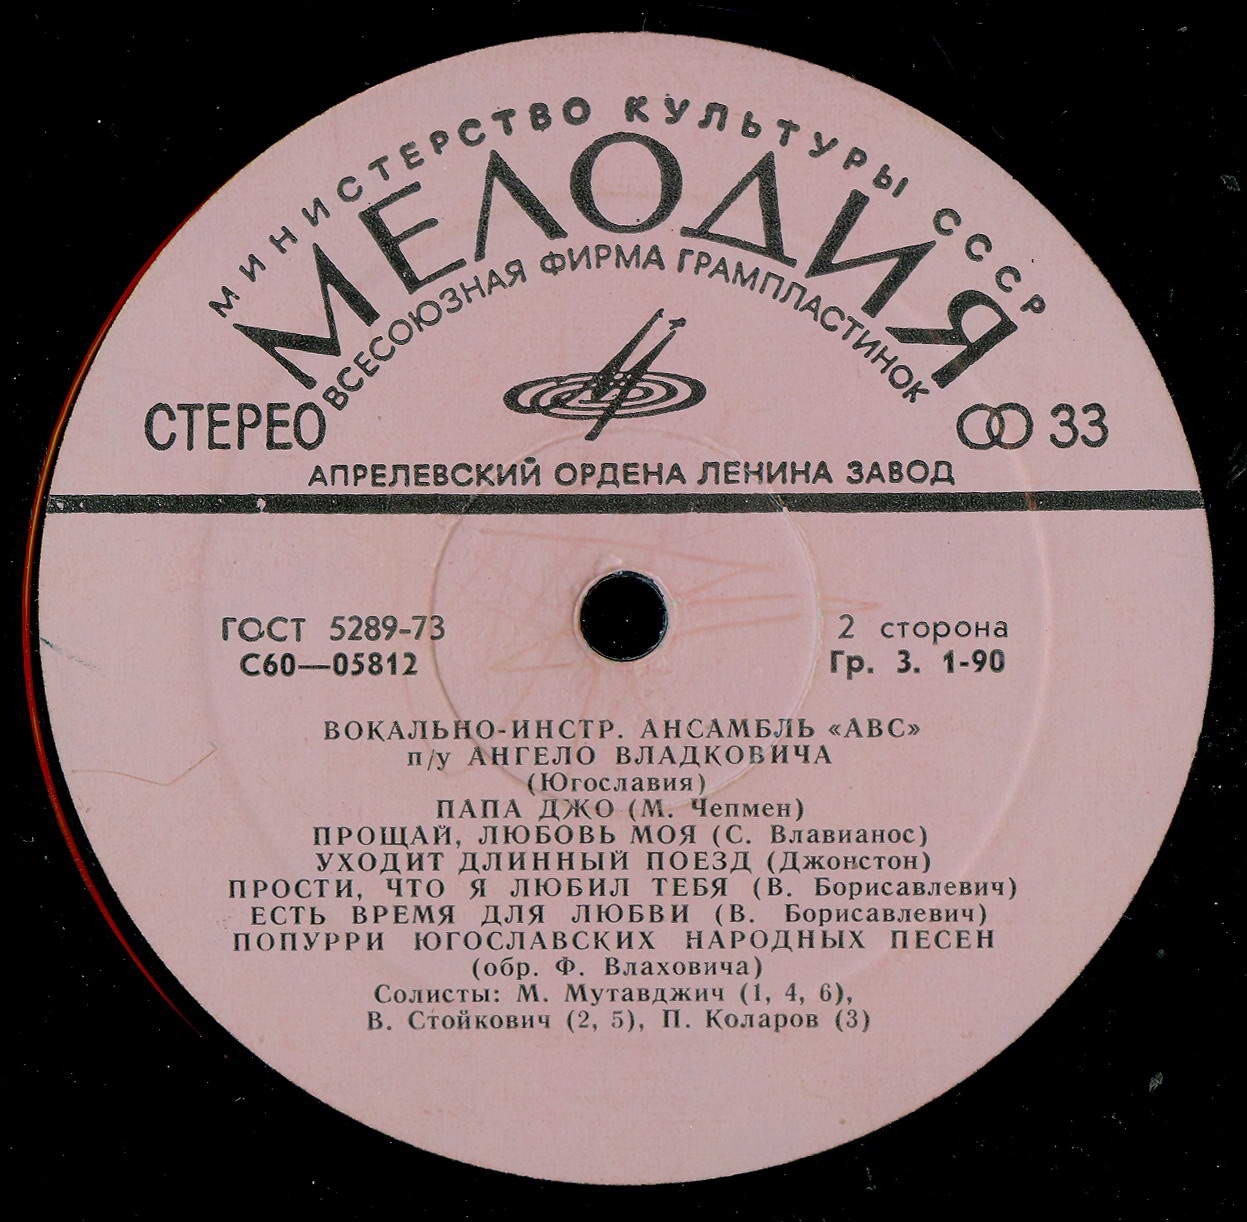 МИНИСТЕРСТВО КУЛЬТУРЫ СССР
МЕЛОДИЯ
ВСЕСОЮЗНАЯ ФИРМА ГРАМПЛАСТИНОК
СТЕРЕО
33
АПРЕЛЕВСКИЙ ОРДЕНА ЛЕНИНА ЗАВОД
ГОСТ 5289-73
2 сторона
С60—05812
Гр. 3. 1-90
ВОКАЛЬНО-ИНСТР. АНСАМБЛЬ «АВС»
п/у АНГЕЛО ВЛАДКОВИЧА
(Югославия)
ПАПА ДЖО (М. Чепмен)
ПРОЩАЙ, ЛЮБОВЬ МОЯ (С. Влавианос)
УХОДИТ ДЛИННЫЙ ПОЕЗД (Джонстон)
ПРОСТИ, ЧТО Я ЛЮБИЛ ТЕБЯ (В. Борисавлевич)
ЕСТЬ ВРЕМЯ ДЛЯ ЛЮБВИ (В. Борисавлевич)
ПОПУРРИ ЮГОСЛАВСКИХ НАРОДНЫХ ПЕСЕН
(обр. Ф. Влаховича)
Солисты: М. Мутавджич (1, 4, 6),
В. Стойкович (2, 5), П. Коларов (3)